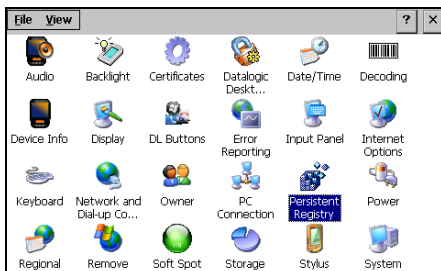 File View ? ×
Audio Backlight Certificates Datalogic Deskt... Date/Time Decoding
Device Info Display DL Buttons Error Reporting Input Panel Internet Options
Keyboard Network and Dial-up Co... Owner PC Connection Persistent Registry Power
Regional Remove Soft Spot Storage Stylus System